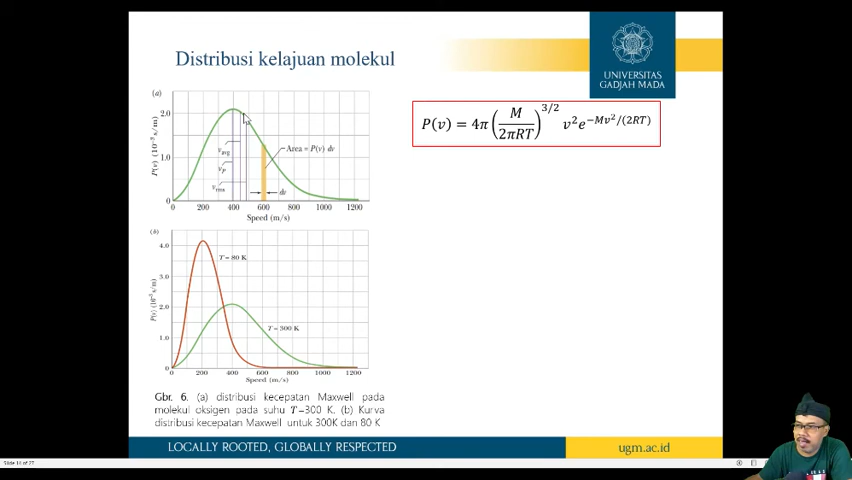 Distribusi kelajuan molekul
UNIVERSITAS
GADJAH MADA
(a)
2.0
1.0
0
P(v) (10⁻³ s/m)
v_avg
v_P
v_rms
Area = P(v) dv
dv
0 200 400 600 800 1000 1200
Speed (m/s)
P(v) = 4π(M/2πRT)^3/2 v²e^−Mv²/(2RT)
(b)
4.0
3.0
2.0
1.0
0
P(v) (10⁻³ s/m)
T = 80 K
T = 300 K
0 200 400 600 800 1000 1200
Speed (m/s)
Gbr. 6. (a) distribusi kecepatan Maxwell pada
molekul oksigen pada suhu T=300 K. (b) Kurva
distribusi kecepatan Maxwell untuk 300K dan 80 K
LOCALLY ROOTED, GLOBALLY RESPECTED
ugm.ac.id